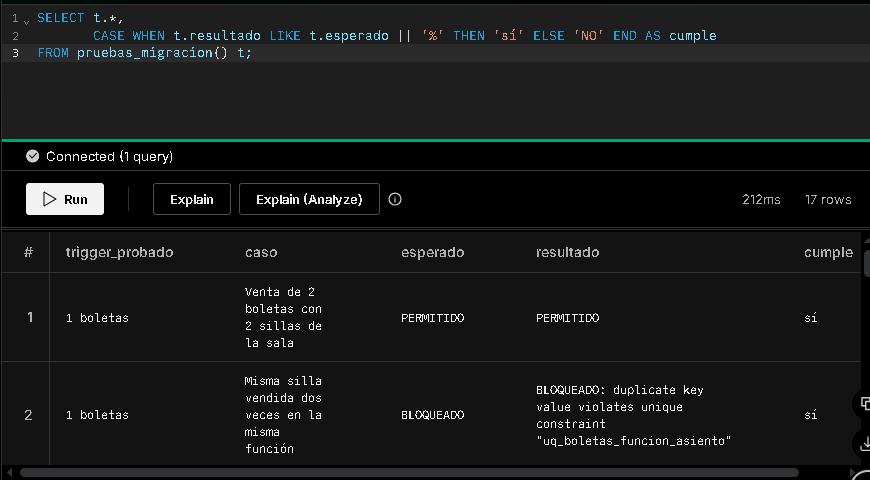 1 SELECT t.*,
2 CASE WHEN t.resultado LIKE t.esperado || '%' THEN 'sí' ELSE 'NO' END AS cumple
3 FROM pruebas_migracion() t;
Connected (1 query)
Run Explain Explain (Analyze) 212ms 17 rows
# trigger_probado caso esperado resultado cumple
1 1 boletas
Venta de 2
boletas con
2 sillas de
la sala
PERMITIDO PERMITIDO sí
2 1 boletas
Misma silla
vendida dos
veces en la
misma
función
BLOQUEADO
BLOQUEADO: duplicate key
value violates unique
constraint
"uq_boletas_funcion_asiento"
sí